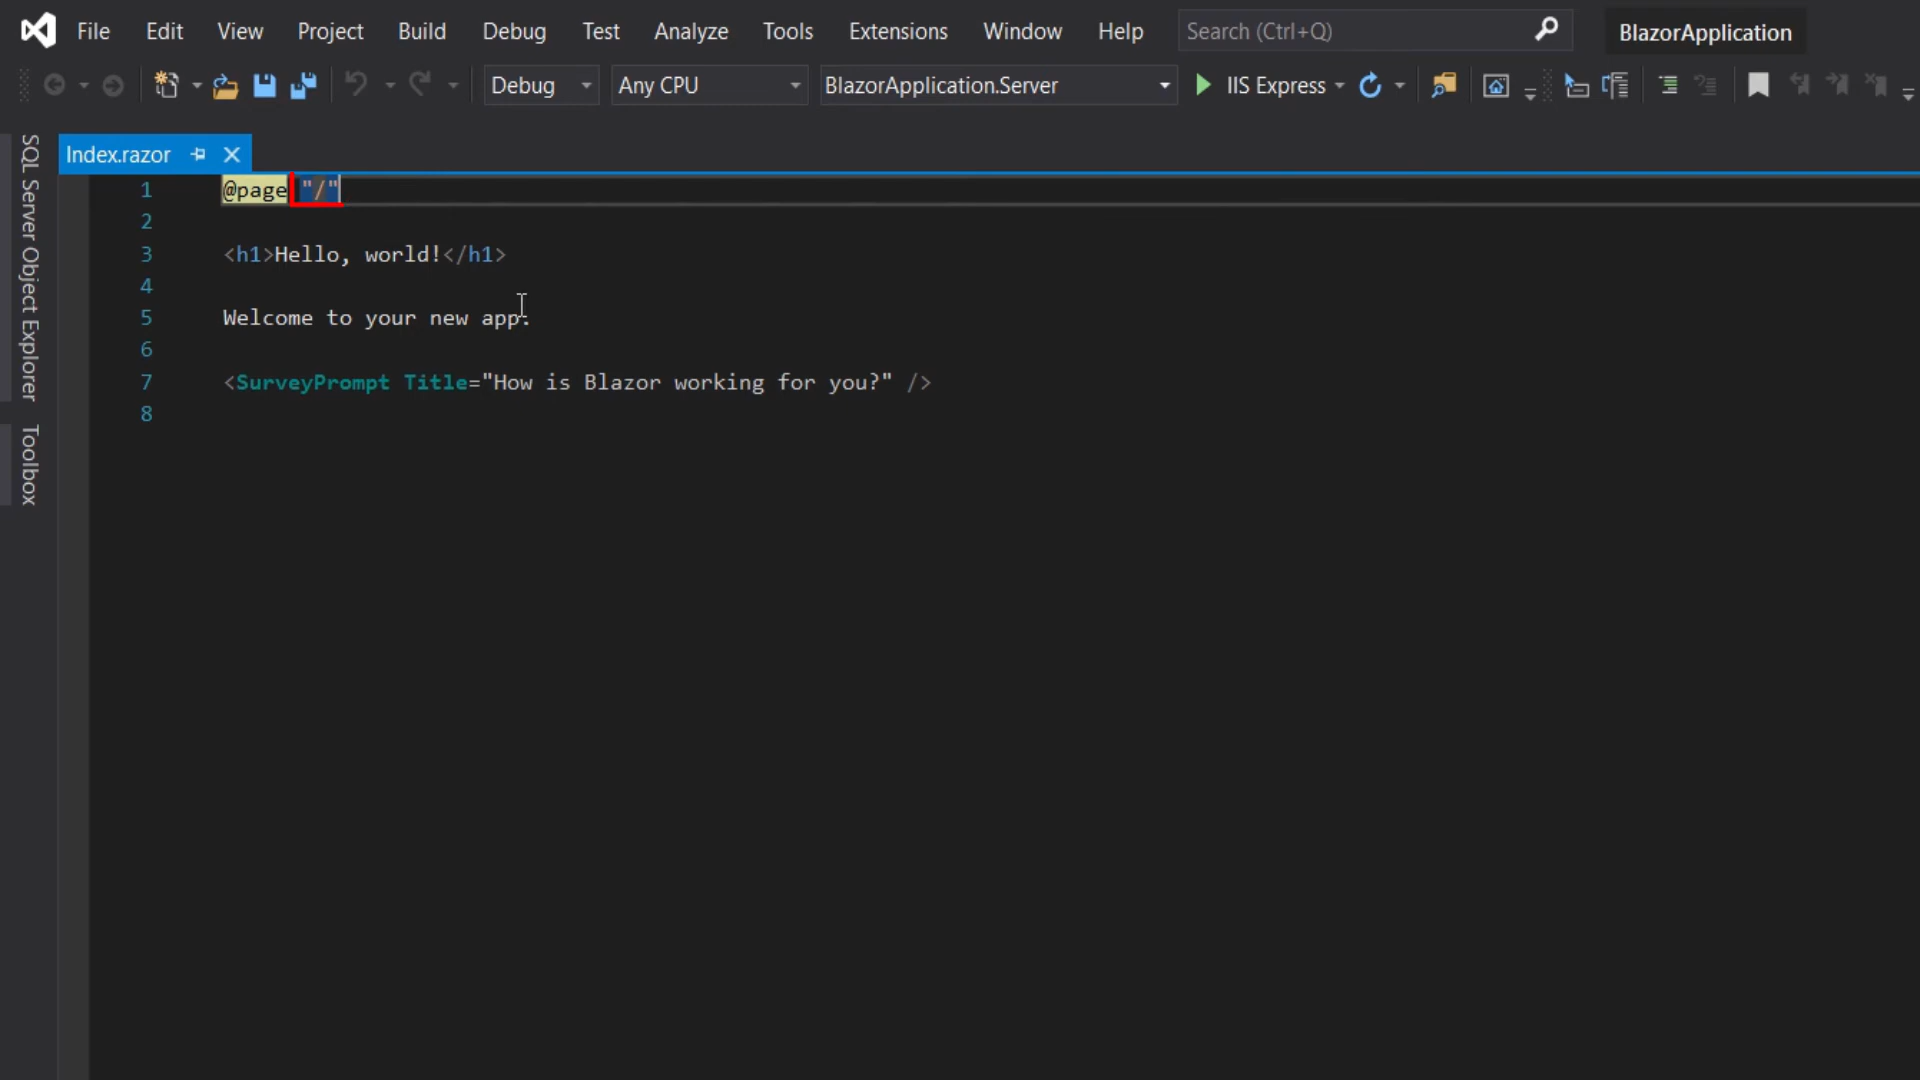 File Edit View Project Build Debug Test Analyze Tools Extensions Window Help Search (Ctrl+Q) BlazorApplication
Debug Any CPU BlazorApplication.Server IIS Express
SQL Server Object Explorer
Toolbox
Index.razor
1 @page "/"
2
3 <h1>Hello, world!</h1>
4
5 Welcome to your new app.
6
7 <SurveyPrompt Title="How is Blazor working for you?" />
8